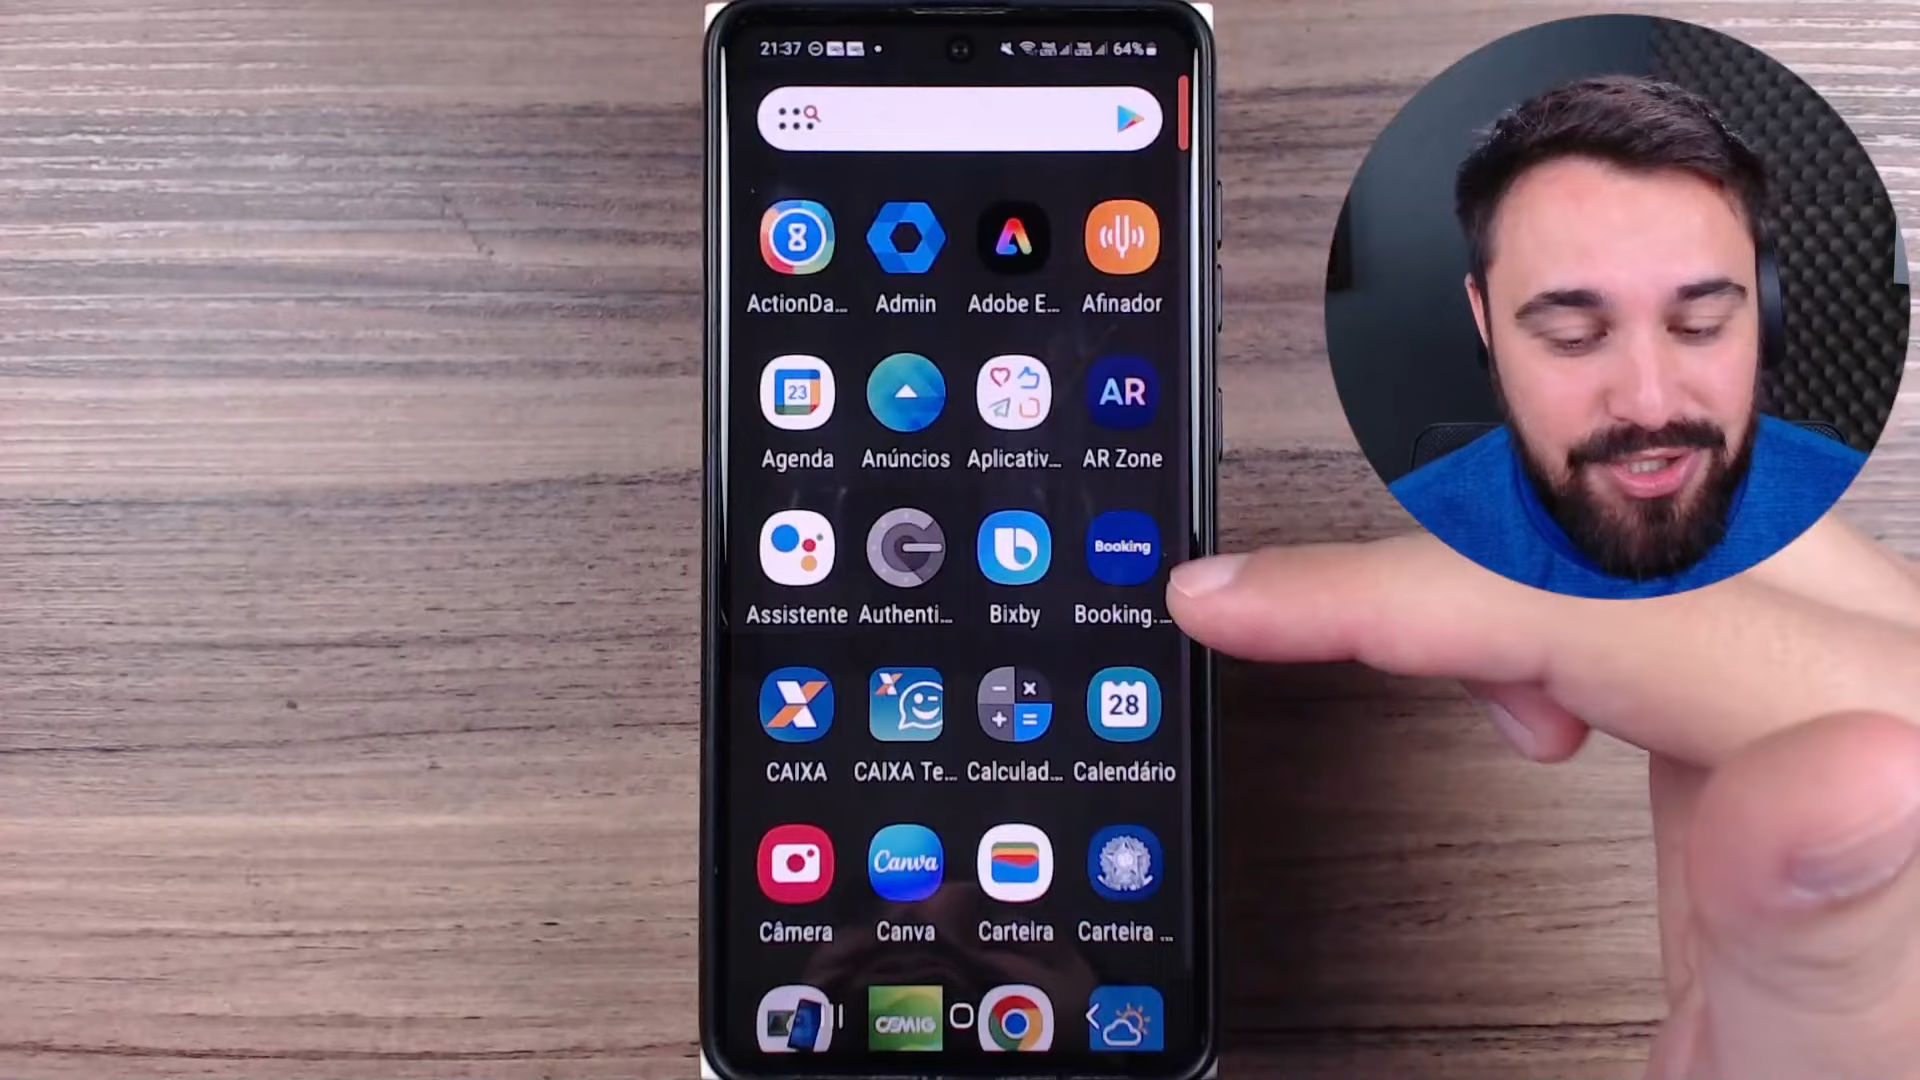 21:37 64%
ActionDa... Admin Adobe E... Afinador
23 AR
Agenda Anúncios Aplicativ... AR Zone
Booking
Assistente Authenti... Bixby Booking....
28
CAIXA CAIXA Te... Calculad... Calendário
Canva
Câmera Canva Carteira Carteira ...
CEMIG